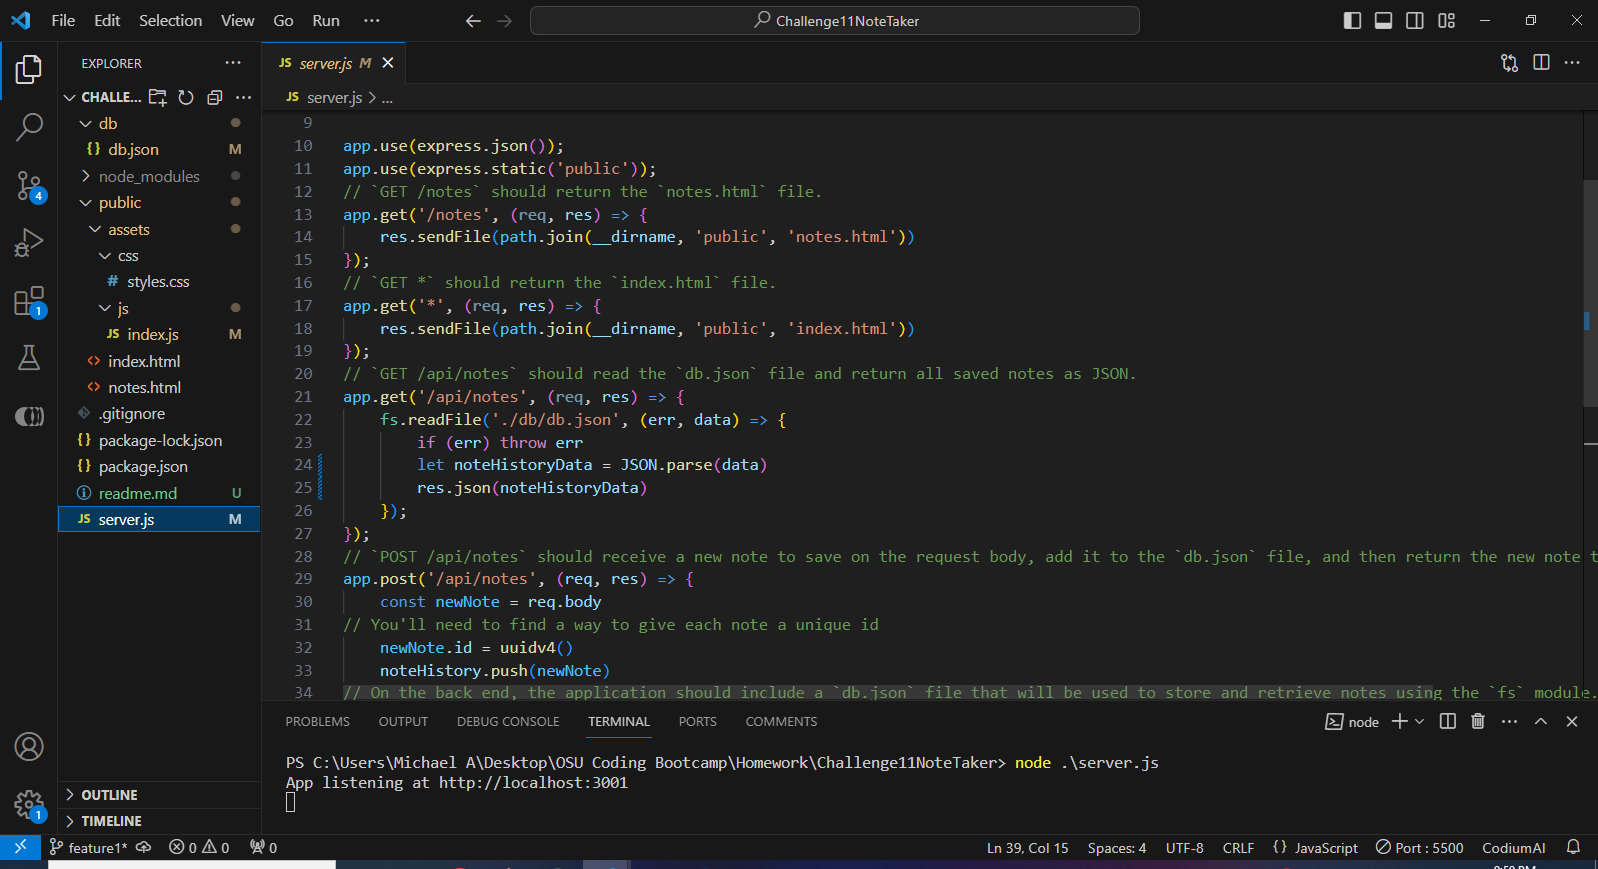 File Edit Selection View Go Run ···
Challenge11NoteTaker
EXPLORER
CHALLE...
db
db.json M
node_modules
public
assets
css
# styles.css
js
JS index.js M
<> index.html
<> notes.html
.gitignore
{} package-lock.json
{} package.json
readme.md U
JS server.js M
OUTLINE
TIMELINE
JS server.js M
JS server.js > ...
9
10 app.use(express.json());
11 app.use(express.static('public'));
12 // `GET /notes` should return the `notes.html` file.
13 app.get('/notes', (req, res) => {
14 res.sendFile(path.join(__dirname, 'public', 'notes.html'))
15 });
16 // `GET *` should return the `index.html` file.
17 app.get('*', (req, res) => {
18 res.sendFile(path.join(__dirname, 'public', 'index.html'))
19 });
20 // `GET /api/notes` should read the `db.json` file and return all saved notes as JSON.
21 app.get('/api/notes', (req, res) => {
22 fs.readFile('./db/db.json', (err, data) => {
23 if (err) throw err
24 let noteHistoryData = JSON.parse(data)
25 res.json(noteHistoryData)
26 });
27 });
28 // `POST /api/notes` should receive a new note to save on the request body, add it to the `db.json` file, and then return the new note t
29 app.post('/api/notes', (req, res) => {
30 const newNote = req.body
31 // You'll need to find a way to give each note a unique id
32 newNote.id = uuidv4()
33 noteHistory.push(newNote)
34 // On the back end, the application should include a `db.json` file that will be used to store and retrieve notes using the `fs` module.
PROBLEMS OUTPUT DEBUG CONSOLE TERMINAL PORTS COMMENTS
node
PS C:\Users\Michael A\Desktop\OSU Coding Bootcamp\Homework\Challenge11NoteTaker> node .\server.js
App listening at http://localhost:3001
4
1
1
feature1* 0 0 0
Ln 39, Col 15 Spaces: 4 UTF-8 CRLF {} JavaScript Port : 5500 CodiumAI